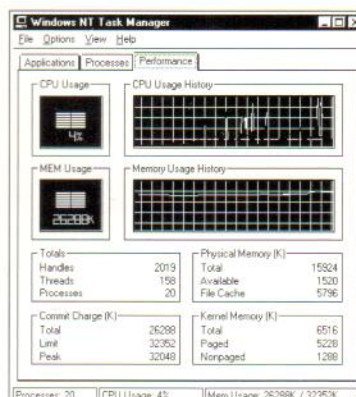 Windows NT Task Manager
File Options View Help
Applications Processes Performance
CPU Usage CPU Usage History
4%
MEM Usage Memory Usage History
26288K
Totals
Handles 2019
Threads 158
Processes 20
Physical Memory (K)
Total 15924
Available 1520
File Cache 5796
Commit Charge (K)
Total 26288
Limit 32352
Peak 32048
Kernel Memory (K)
Total 6516
Paged 5228
Nonpaged 1288
Processes: 20 CPU Usage: 4% Mem Usage: 26288K / 32352K